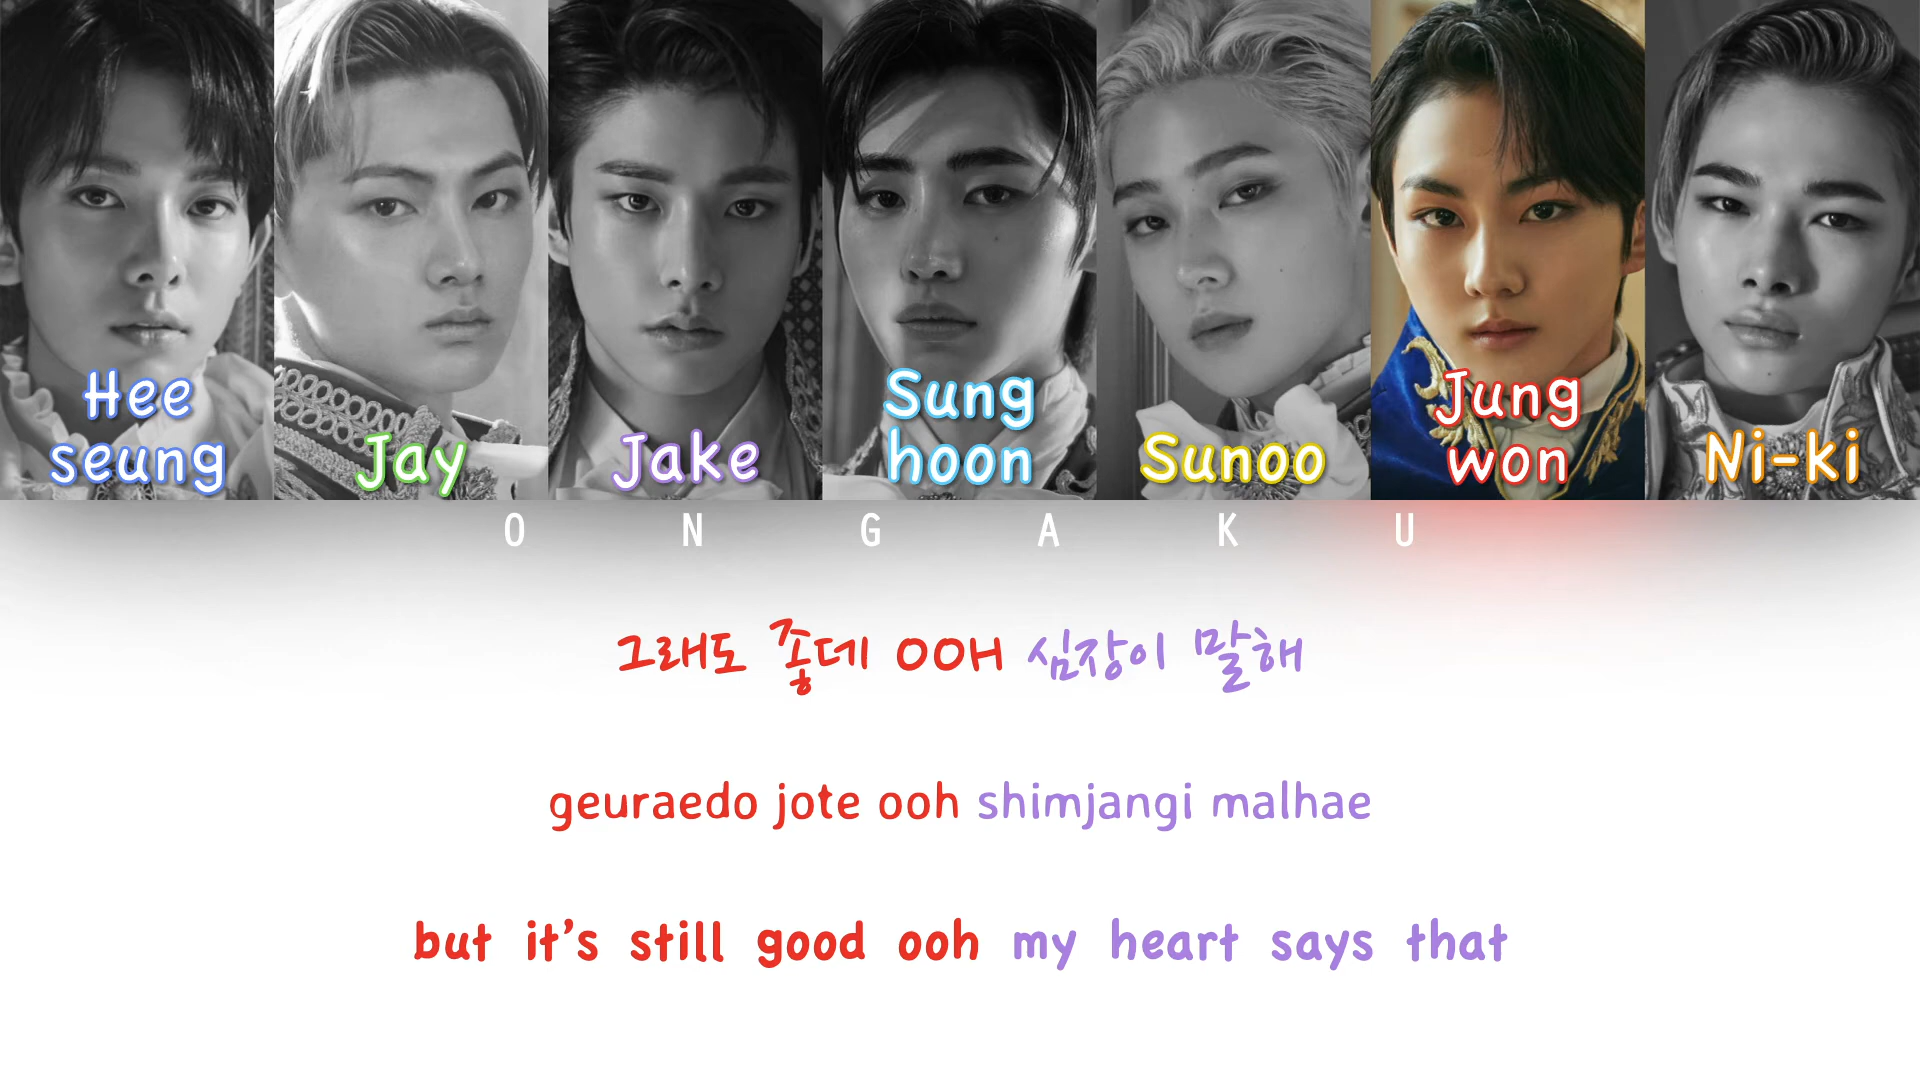 Hee
seung
Jay
Jake
Sung
hoon
Sunoo
Jung
won
Ni-ki
O N G A K U
그래도 좋데 OOH 심장이 말해
geuraedo jote ooh shimjangi malhae
but it's still good ooh my heart says that